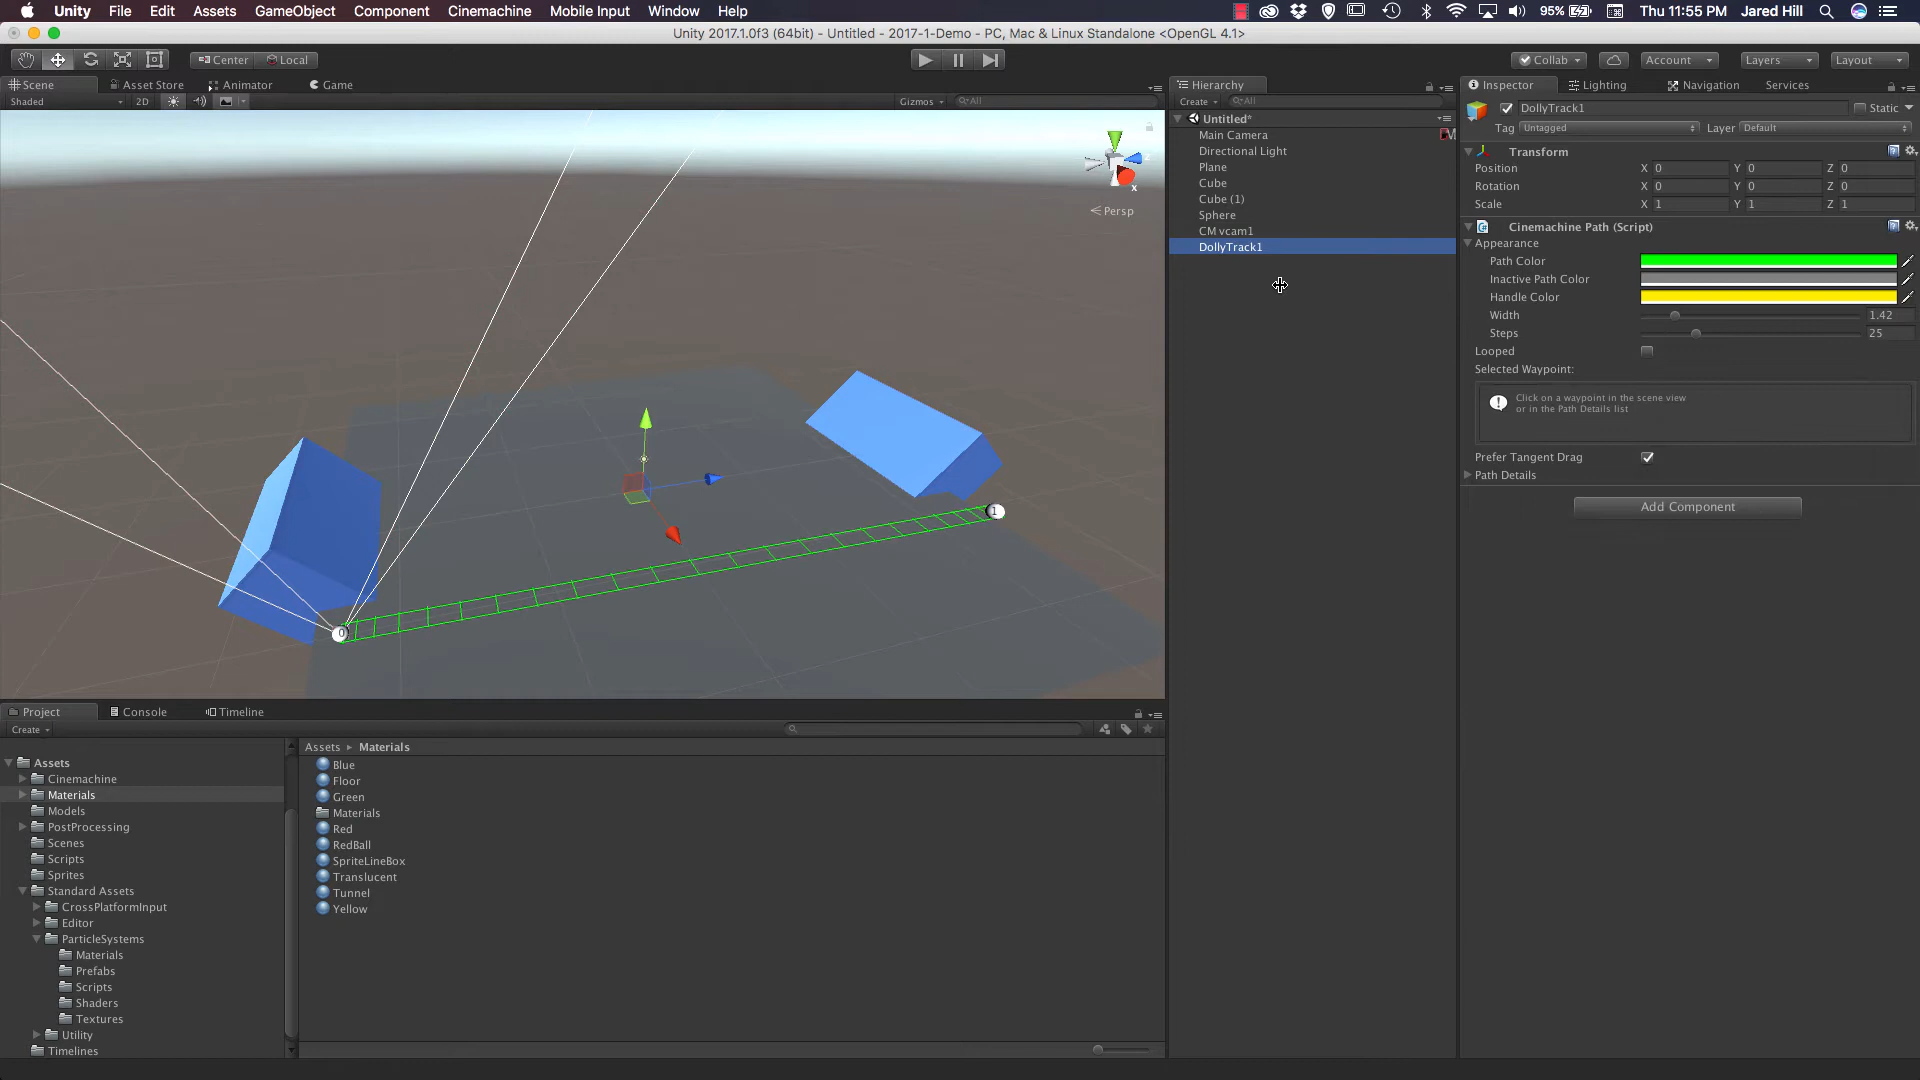 Unity File Edit Assets GameObject Component Cinemachine Mobile Input Window Help
95% Thu 11:55 PM Jared Hill
Unity 2017.1.0f3 (64bit) - Untitled - 2017-1-Demo - PC, Mac & Linux Standalone <OpenGL 4.1>
Center Local
Collab Account Layers Layout
Scene Asset Store Animator Game
Shaded 2D Gizmos All
x
Persp
0
1
Hierarchy
Create All
Untitled*
Main Camera
Directional Light
Plane
Cube
Cube (1)
Sphere
CM vcam1
DollyTrack1
Inspector Lighting Navigation Services
DollyTrack1 Static
Tag Untagged Layer Default
Transform
Position X 0 Y 0 Z 0
Rotation X 0 Y 0 Z 0
Scale X 1 Y 1 Z 1
Cinemachine Path (Script)
Appearance
Path Color
Inactive Path Color
Handle Color
Width 1.42
Steps 25
Looped
Selected Waypoint:
Click on a waypoint in the scene view
or in the Path Details list
Prefer Tangent Drag
Path Details
Add Component
Project Console Timeline
Create
Assets
Cinemachine
Materials
Models
PostProcessing
Scenes
Scripts
Sprites
Standard Assets
CrossPlatformInput
Editor
ParticleSystems
Materials
Prefabs
Scripts
Shaders
Textures
Utility
Timelines
Assets ▸ Materials
Blue
Floor
Green
Materials
Red
RedBall
SpriteLineBox
Translucent
Tunnel
Yellow